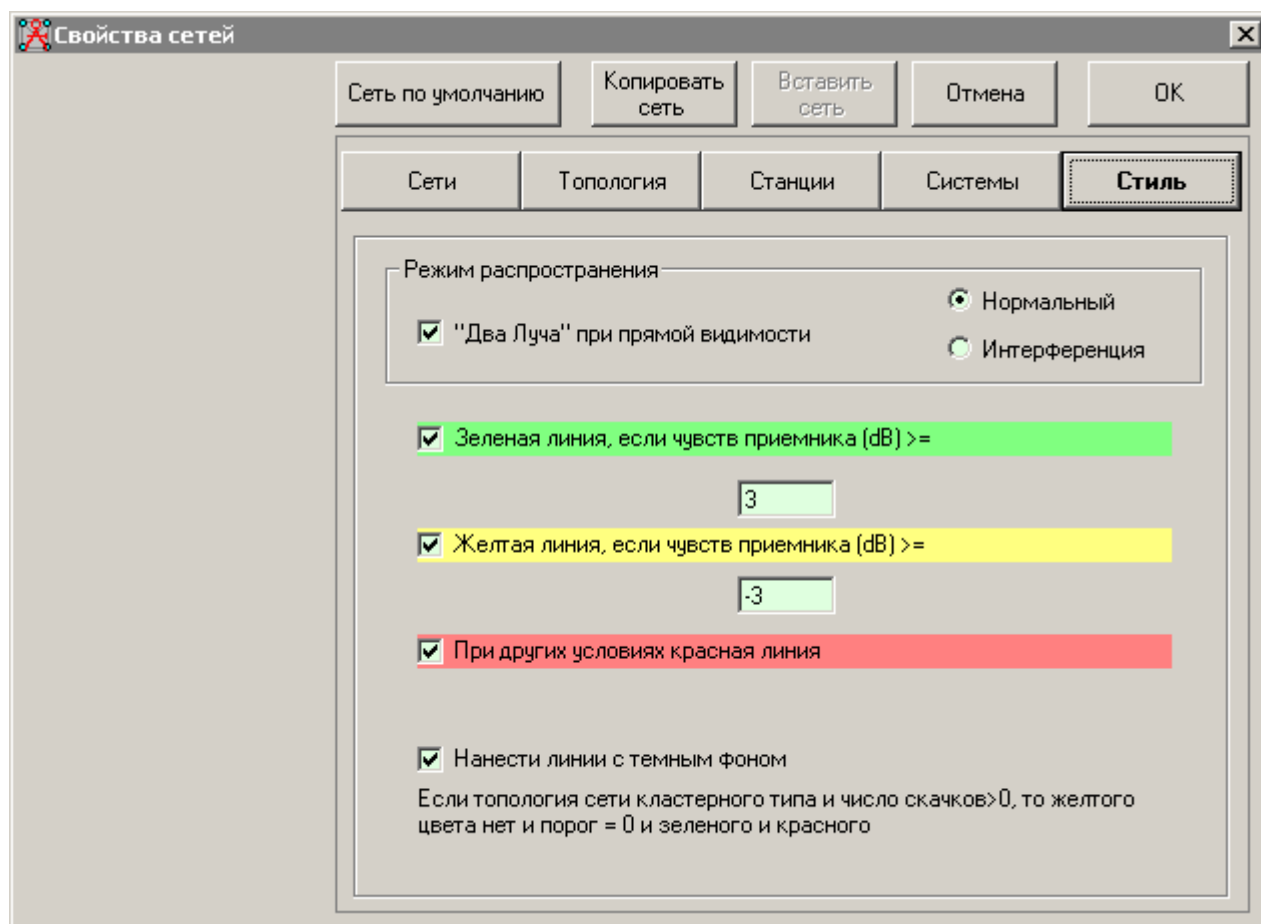 Свойства сетей
Сеть по умолчанию
Копировать
сеть
Вставить
сеть
Отмена
OK
Сети
Топология
Станции
Системы
Стиль
Режим распространения
"Два Луча" при прямой видимости
Нормальный
Интерференция
Зеленая линия, если чувств приемника (dB) >=
3
Желтая линия, если чувств приемника (dB) >=
-3
При других условиях красная линия
Нанести линии с темным фоном
Если топология сети кластерного типа и число скачков>0, то желтого
цвета нет и порог = 0 и зеленого и красного